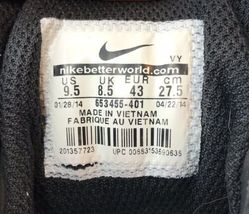 VY
nikebetterworld.com
US UK EUR cm
9.5 8.5 43 27.5
01/28/14 653455-401 04/22/14
MADE IN VIETNAM
FABRIQUE AU VIETNAM
201357723
UPC